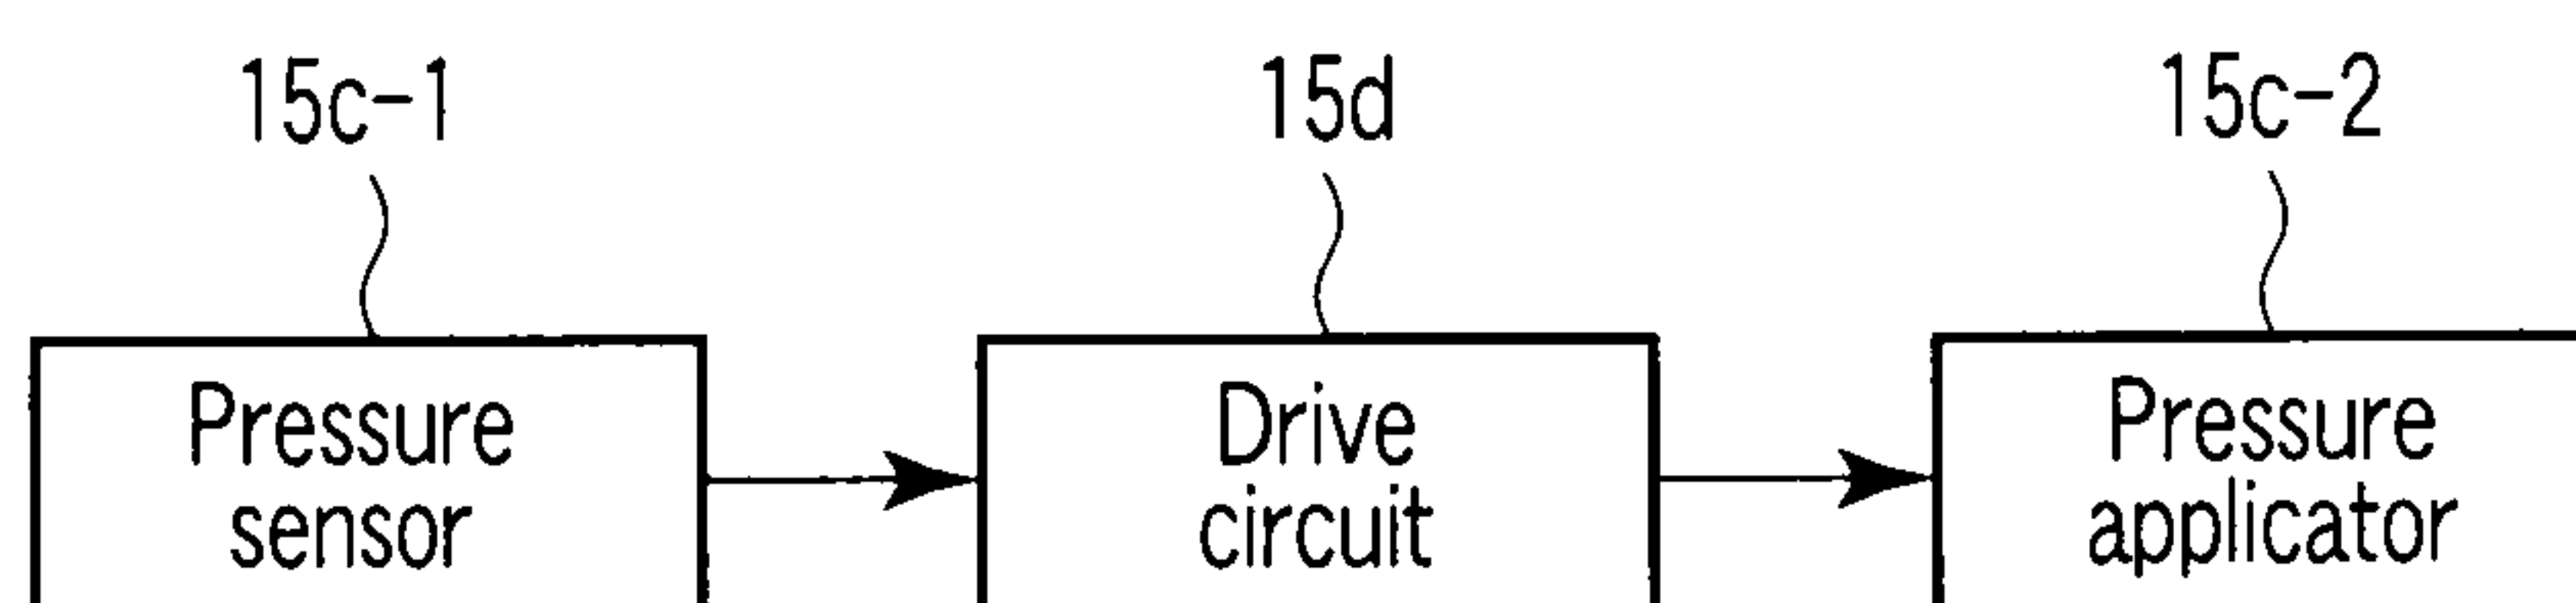 15c-1
15d
15c-2
Pressure
sensor
Drive
circuit
Pressure
applicator